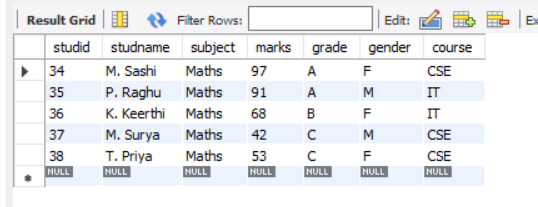 Result Grid Filter Rows: Edit: Ex
studid studname subject marks grade gender course
34 M. Sashi Maths 97 A F CSE
35 P. Raghu Maths 91 A M IT
36 K. Keerthi Maths 68 B F IT
37 M. Surya Maths 42 C M CSE
38 T. Priya Maths 53 C F CSE
NULL NULL NULL NULL NULL NULL NULL